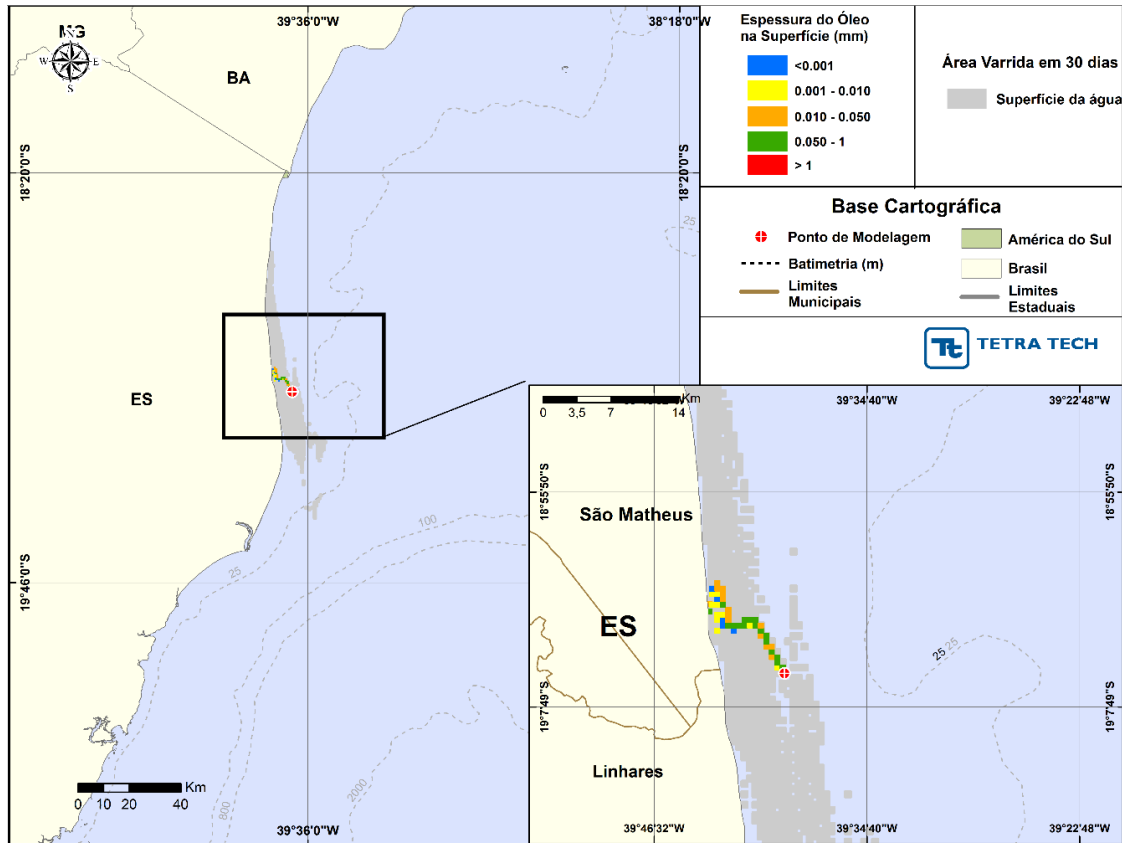 39°36'0"W
38°18'0"W
MG
W
E
S
BA
18°20'0"S
18°20'0"S
25
ES
100
25
19°46'0"S
19°46'0"S
800
2000
Km
0 10 20 40
39°36'0"W
Espessura do Óleo
na Superfície (mm)
<0.001
0.001 - 0.010
0.010 - 0.050
0.050 - 1
> 1
Área Varrida em 30 dias
Superfície da água
Base Cartográfica
Ponto de Modelagem
América do Sul
Batimetria (m)
Brasil
Limites
Municipais
Limites
Estaduais
Tt
TETRA TECH
Km
0 3,5 7 14
39°34'40"W
39°22'48"W
18°55'50"S
18°55'50"S
São Matheus
ES
25 25
19°7'49"S
19°7'49"S
Linhares
39°46'32"W
39°34'40"W
39°22'48"W